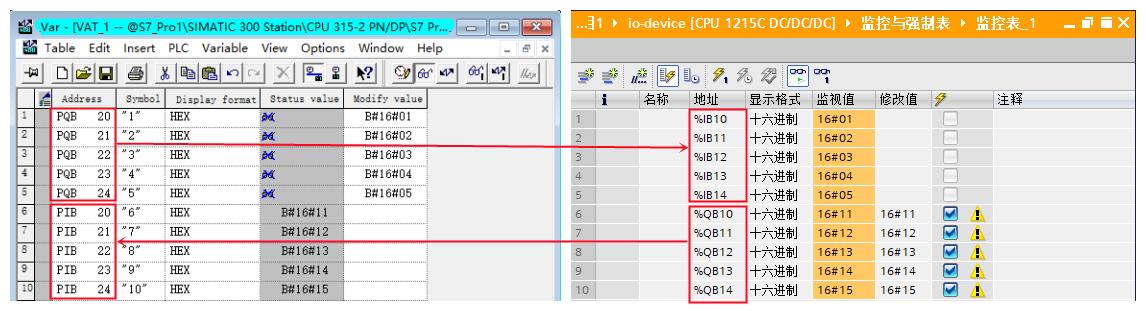 Var - [VAT_1 -- @S7_Pro1\SIMATIC 300 Station\CPU 315-2 PN/DP\S7 Pr...
Table Edit Insert PLC Variable View Options Window Help
Address Symbol Display format Status value Modify value
1 PQB 20 "1" HEX B#16#01
2 PQB 21 "2" HEX B#16#02
3 PQB 22 "3" HEX B#16#03
4 PQB 23 "4" HEX B#16#04
5 PQB 24 "5" HEX B#16#05
6 PIB 20 "6" HEX B#16#11
7 PIB 21 "7" HEX B#16#12
8 PIB 22 "8" HEX B#16#13
9 PIB 23 "9" HEX B#16#14
10 PIB 24 "10" HEX B#16#15
1 io-device [CPU 1215C DC/DC/DC] 监控与强制表 监控表_1
i 名称 地址 显示格式 监视值 修改值 注释
1 %IB10 十六进制 16#01
2 %IB11 十六进制 16#02
3 %IB12 十六进制 16#03
4 %IB13 十六进制 16#04
5 %IB14 十六进制 16#05
6 %QB10 十六进制 16#11 16#11
7 %QB11 十六进制 16#12 16#12
8 %QB12 十六进制 16#13 16#13
9 %QB13 十六进制 16#14 16#14
10 %QB14 十六进制 16#15 16#15